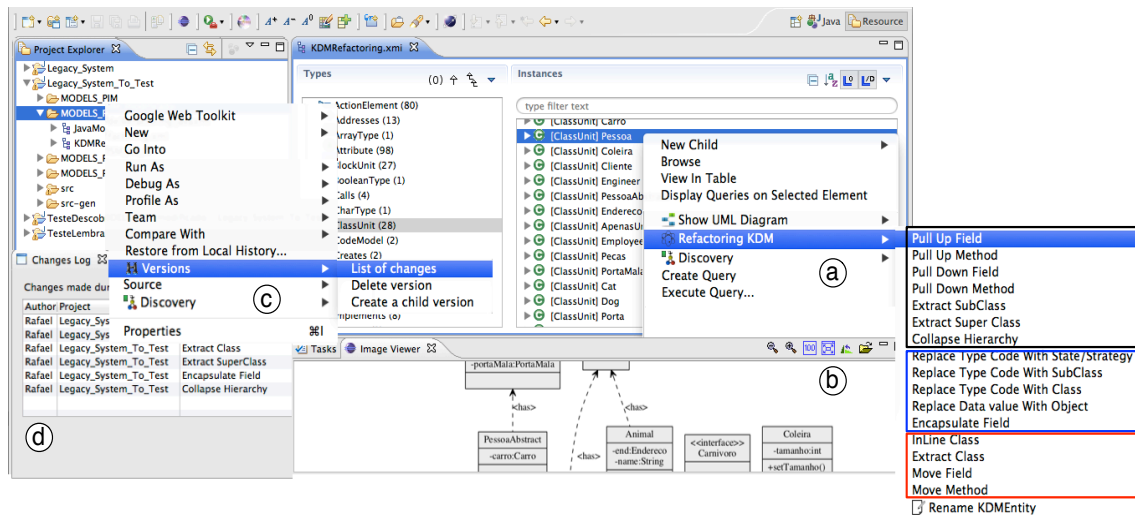 A+ A- A0 Java Resource
Project Explorer
Legacy_System
Legacy_System_To_Test
MODELS_PIM
MODELS_P
JavaMo
KDMRe
MODELS_F
MODELS_F
src
src-gen
TesteDescob
TesteLembra
Google Web Toolkit
New
Go Into
Run As
Debug As
Profile As
Team
Compare With
Restore from Local History...
Versions
Source
Discovery
Properties ⌘I
c
List of changes
Delete version
Create a child version
KDMRefactoring.xmi
Types (0)
ActionElement (80)
Addresses (13)
ArrayType (1)
Attribute (98)
BlockUnit (27)
BooleanType (1)
Calls (4)
CharType (1)
ClassUnit (28)
CodeModel (2)
Creates (2)
Implements (8)
Instances
type filter text
[ClassUnit] Carro
[ClassUnit] Pessoa
[ClassUnit] Coleira
[ClassUnit] Cliente
[ClassUnit] Engineer
[ClassUnit] PessoaAb
[ClassUnit] Endereco
[ClassUnit] ApenasU
[ClassUnit] Employee
[ClassUnit] Pecas
[ClassUnit] PortaMala
[ClassUnit] Cat
[ClassUnit] Dog
[ClassUnit] Porta
New Child
Browse
View In Table
Display Queries on Selected Element
Show UML Diagram
Refactoring KDM
Discovery
Create Query
Execute Query...
a
Pull Up Field
Pull Up Method
Pull Down Field
Pull Down Method
Extract SubClass
Extract Super Class
Collapse Hierarchy
Replace Type Code With State/Strategy
Replace Type Code With SubClass
Replace Type Code With Class
Replace Data value With Object
Encapsulate Field
InLine Class
Extract Class
Move Field
Move Method
Rename KDMEntity
Changes Log
Changes made dur
Author Project
Rafael Legacy_Sys
Rafael Legacy_Sys
Rafael Legacy_System_To_Test Extract Class
Rafael Legacy_System_To_Test Extract SuperClass
Rafael Legacy_System_To_Test Encapsulate Field
Rafael Legacy_System_To_Test Collapse Hierarchy
d
Tasks Image Viewer
100
b
-portaMala:PortaMala
<has>
<has>
<has>
PessoaAbstract
-carro:Carro
Animal
-end:Endereco
-name:String
<<interface>>
Carnivoro
Coleira
-tamanho:int
+setTamanho()